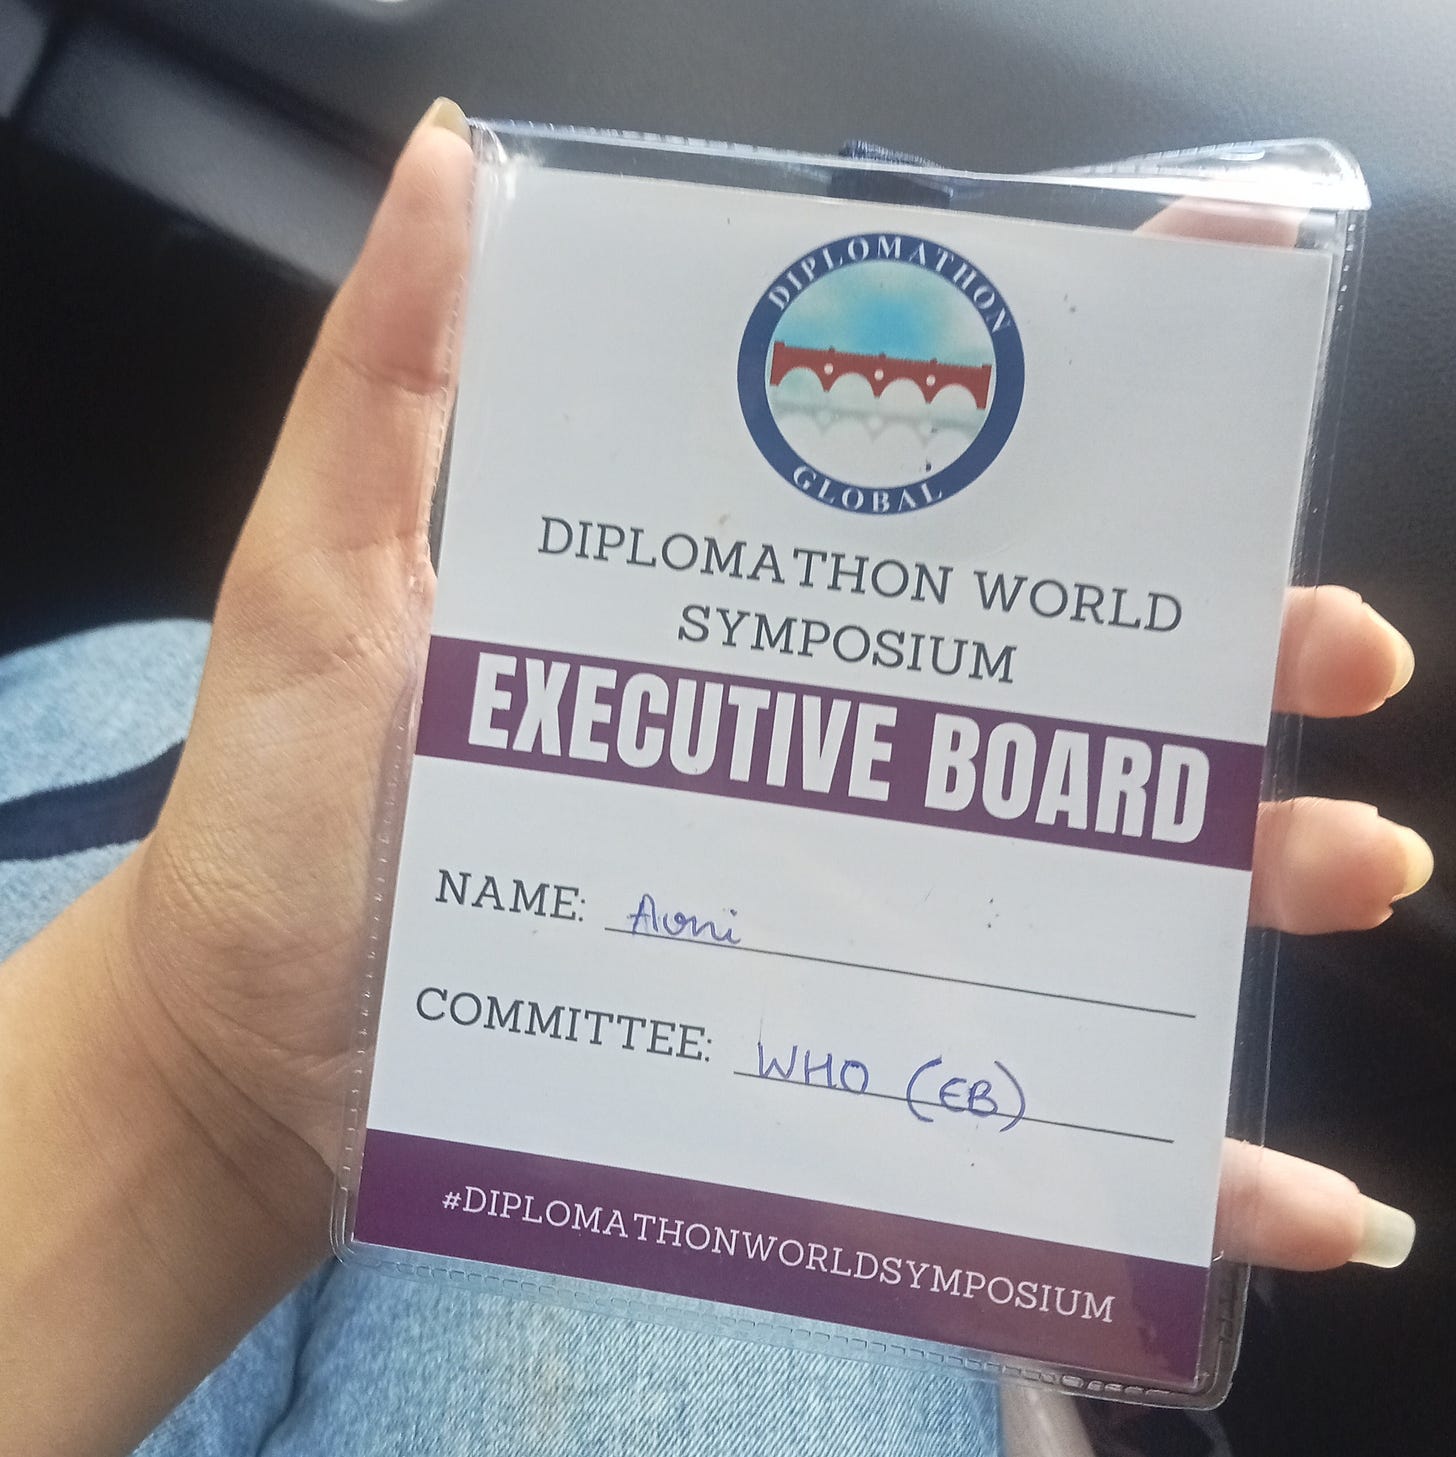 DIPLOMATHON
GLOBAL
DIPLOMATHON WORLD
SYMPOSIUM
EXECUTIVE BOARD
NAME: Avni
COMMITTEE: WHO (EB)
#DIPLOMATHONWORLDSYMPOSIUM